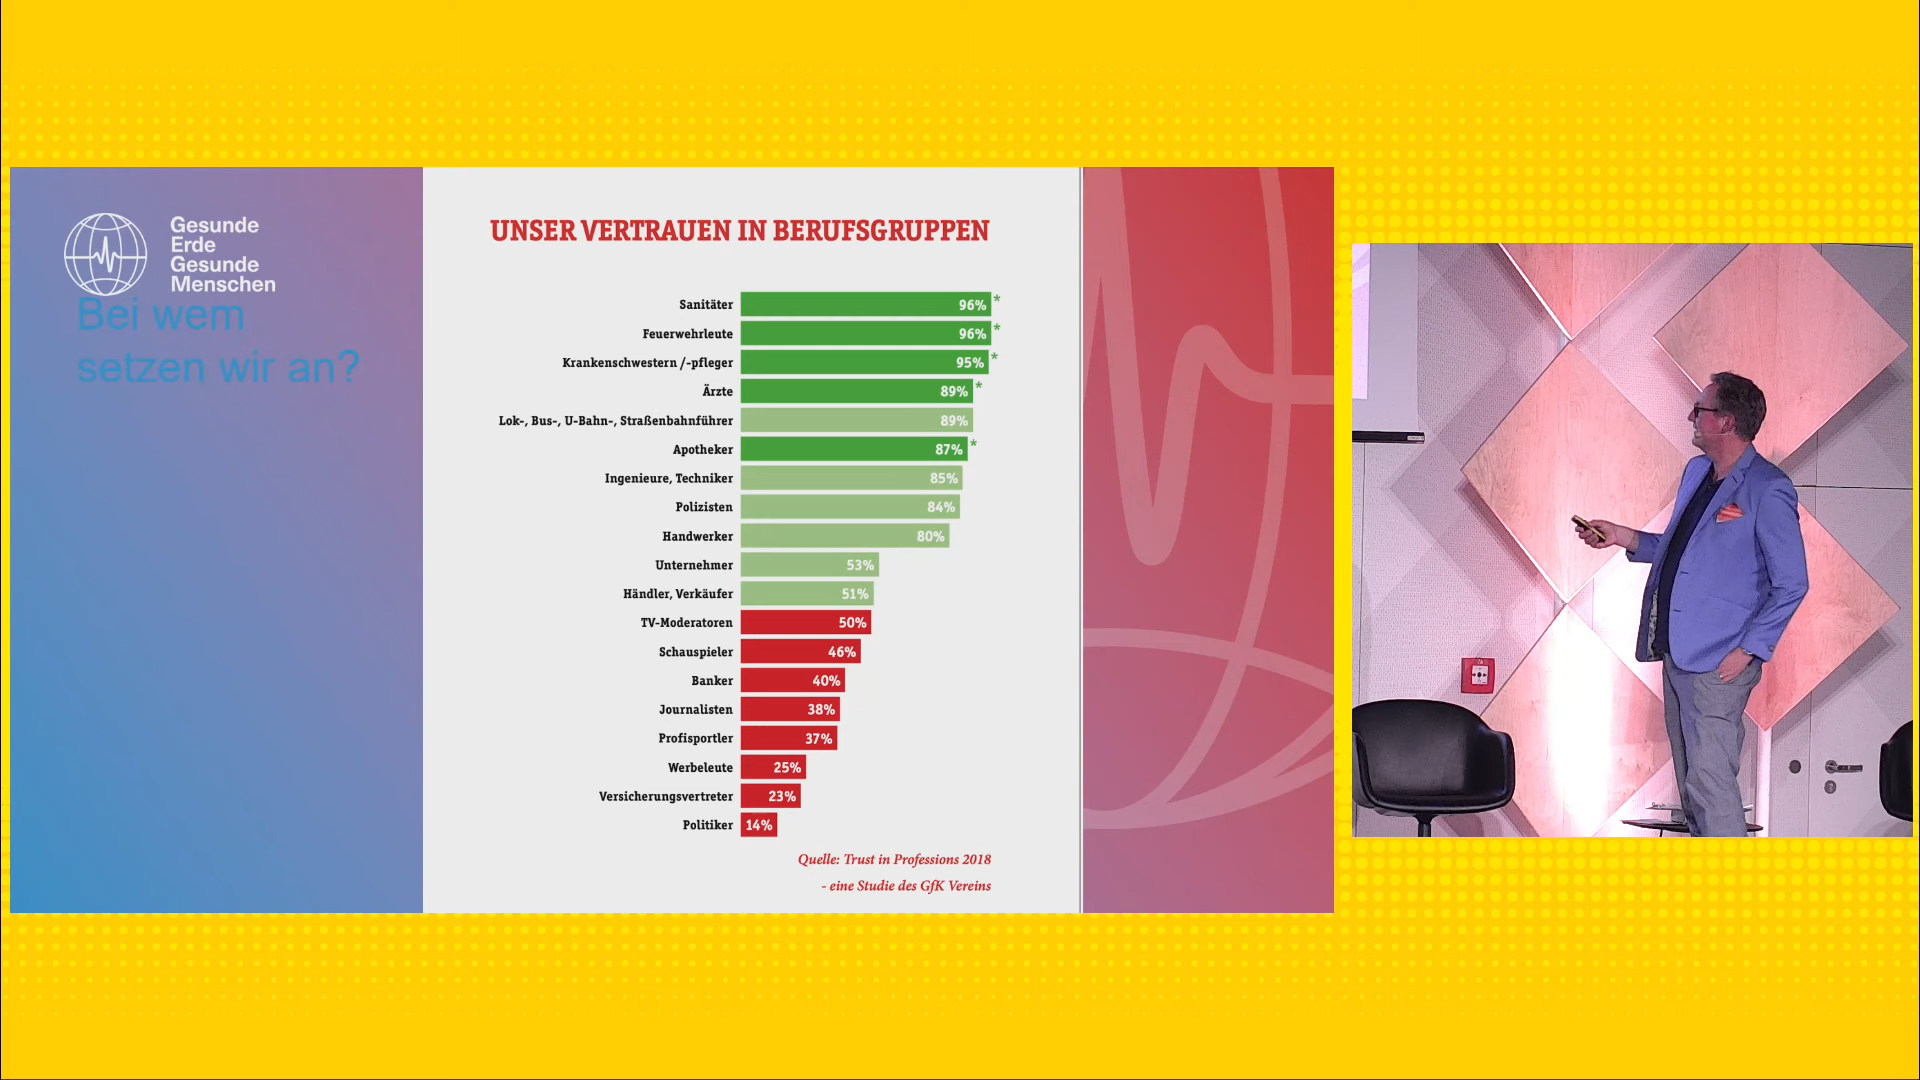 Gesunde
Erde
Gesunde
Menschen
Bei wem
setzen wir an?
UNSER VERTRAUEN IN BERUFSGRUPPEN
Sanitäter 96% *
Feuerwehrleute 96% *
Krankenschwestern /-pfleger 95% *
Ärzte 89% *
Lok-, Bus-, U-Bahn-, Straßenbahnführer 89%
Apotheker 87% *
Ingenieure, Techniker 85%
Polizisten 84%
Handwerker 80%
Unternehmer 53%
Händler, Verkäufer 51%
TV-Moderatoren 50%
Schauspieler 46%
Banker 40%
Journalisten 38%
Profisportler 37%
Werbeleute 25%
Versicherungsvertreter 23%
Politiker 14%
Quelle: Trust in Professions 2018
- eine Studie des GfK Vereins